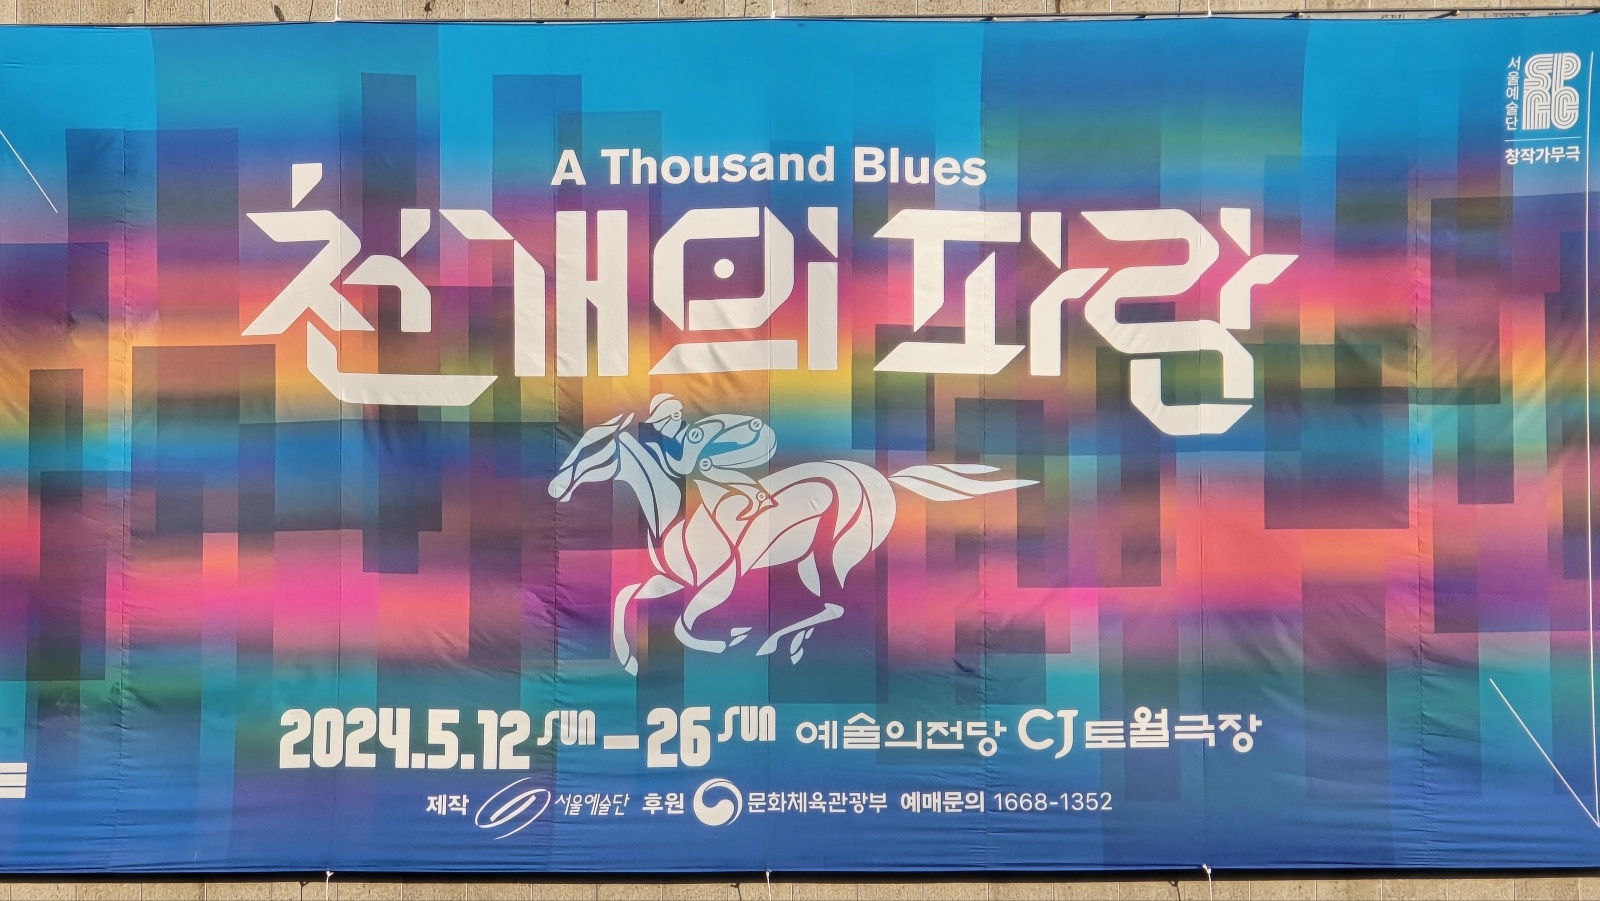 A Thousand Blues
천 개의 파랑
2024.5.12 SUN – 26 SUN 예술의전당 CJ 토월극장
제작 서울예술단 후원 문화체육관광부 예매문의 1668-1352
서울예술단 SPAC
창작가무극